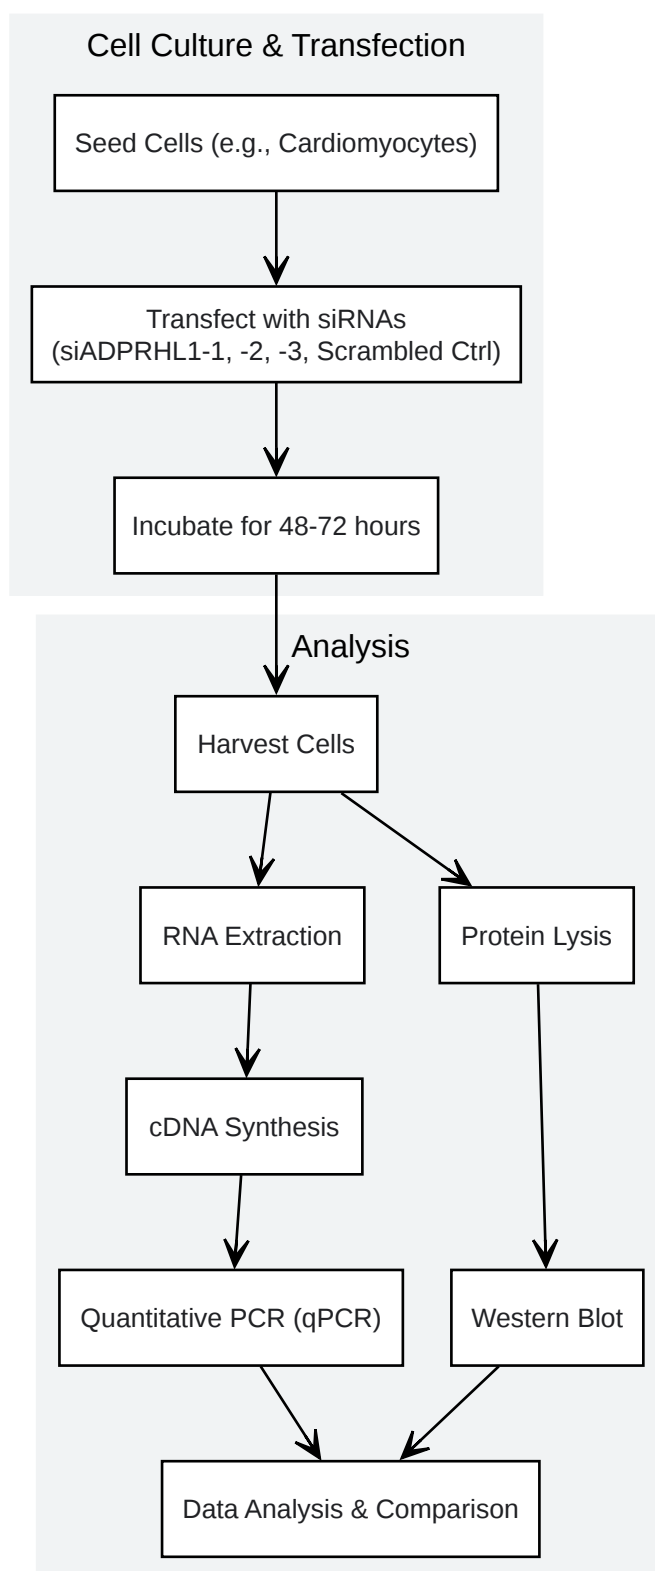 Cell Culture & Transfection
Seed Cells (e.g., Cardiomyocytes)
Transfect with siRNAs
(siADPRHL1-1, -2, -3, Scrambled Ctrl)
Incubate for 48-72 hours
Analysis
Harvest Cells
RNA Extraction
Protein Lysis
cDNA Synthesis
Quantitative PCR (qPCR)
Western Blot
Data Analysis & Comparison